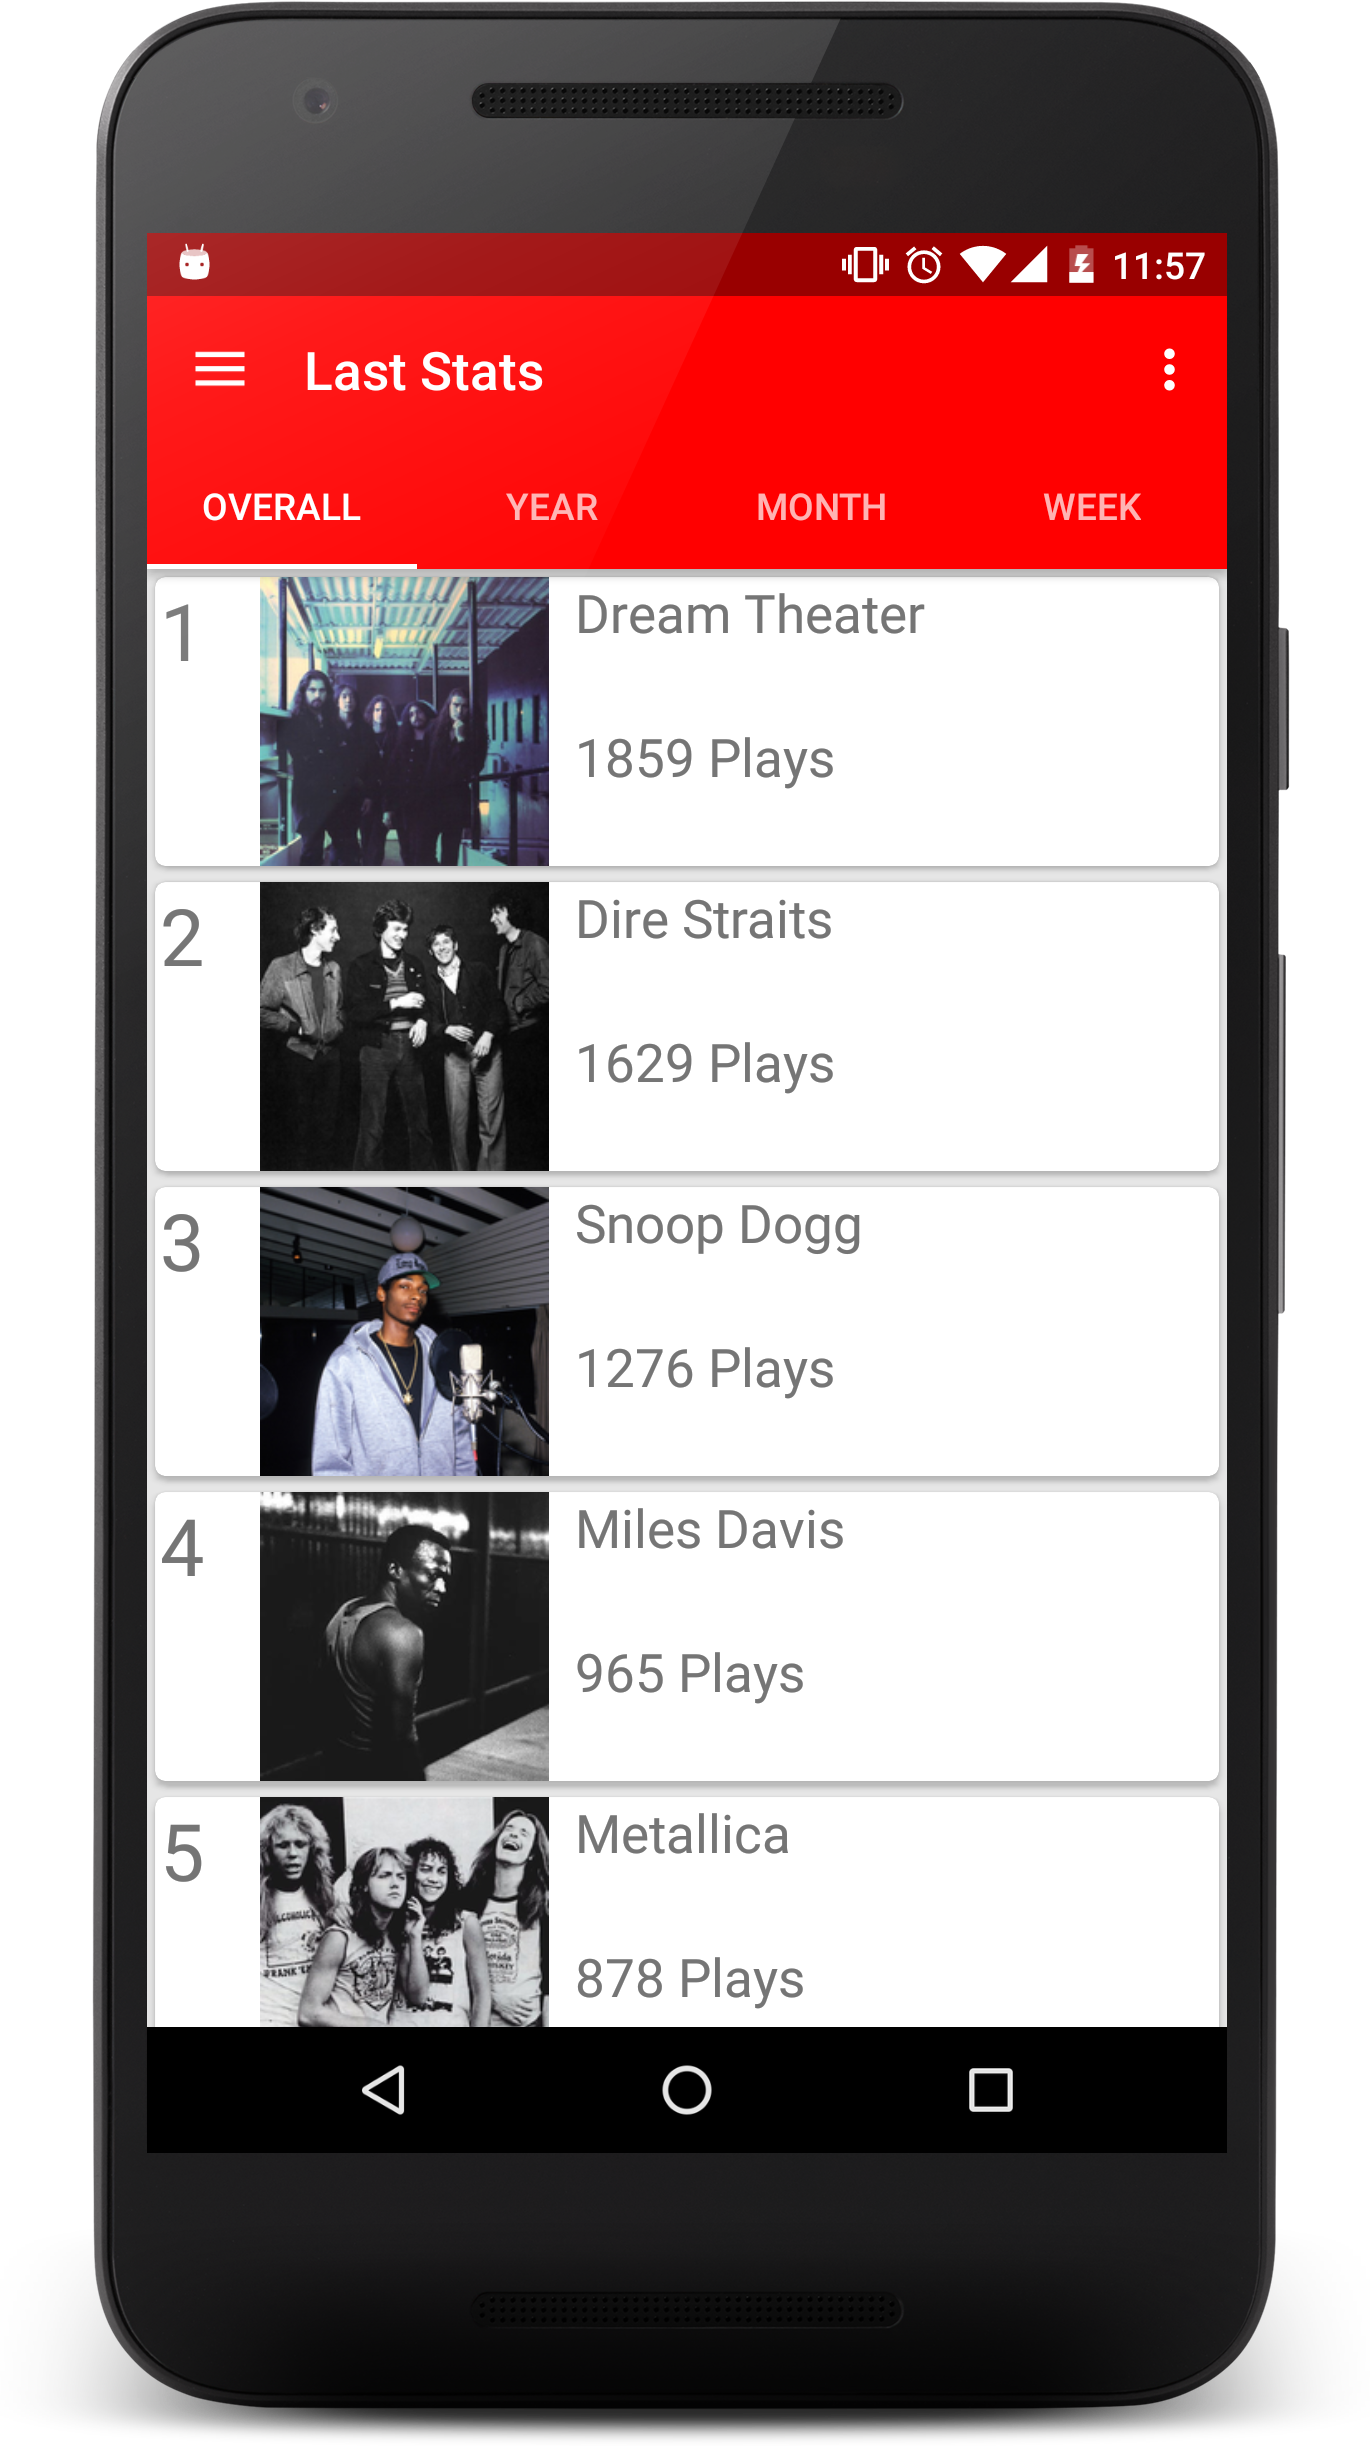 11:57
Last Stats
OVERALL YEAR MONTH WEEK
1
Dream Theater
1859 Plays
2
Dire Straits
1629 Plays
3
Snoop Dogg
1276 Plays
4
Miles Davis
965 Plays
5
Metallica
878 Plays